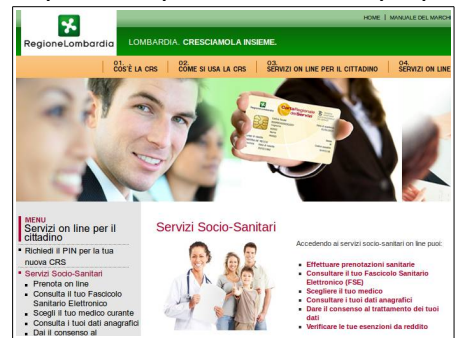 HOME | MANUALE DEL MARCHI
RegioneLombardia
LOMBARDIA. CRESCIAMOLA INSIEME.
01.
COS'È LA CRS
02.
COME SI USA LA CRS
03.
SERVIZI ON LINE PER IL CITTADINO
04.
SERVIZI ON LINE
CartaRegionale
dei Servizi
MENU
Servizi on line per il
cittadino
Richiedi il PIN per la tua
nuova CRS
Servizi Socio-Sanitari
Prenota on line
Consulta il tuo Fascicolo
Sanitario Elettronico
Scegli il tuo medico curante
Consulta i tuoi dati anagrafici
Dai il consenso al
Servizi Socio-Sanitari
Accedendo ai servizi socio-sanitari on line puoi:
Effettuare prenotazioni sanitarie
Consultare il tuo Fascicolo Sanitario
Elettronico (FSE)
Scegliere il tuo medico
Consultare i tuoi dati anagrafici
Dare il consenso al trattamento dei tuoi
dati
Verificare le tue esenzioni da reddito